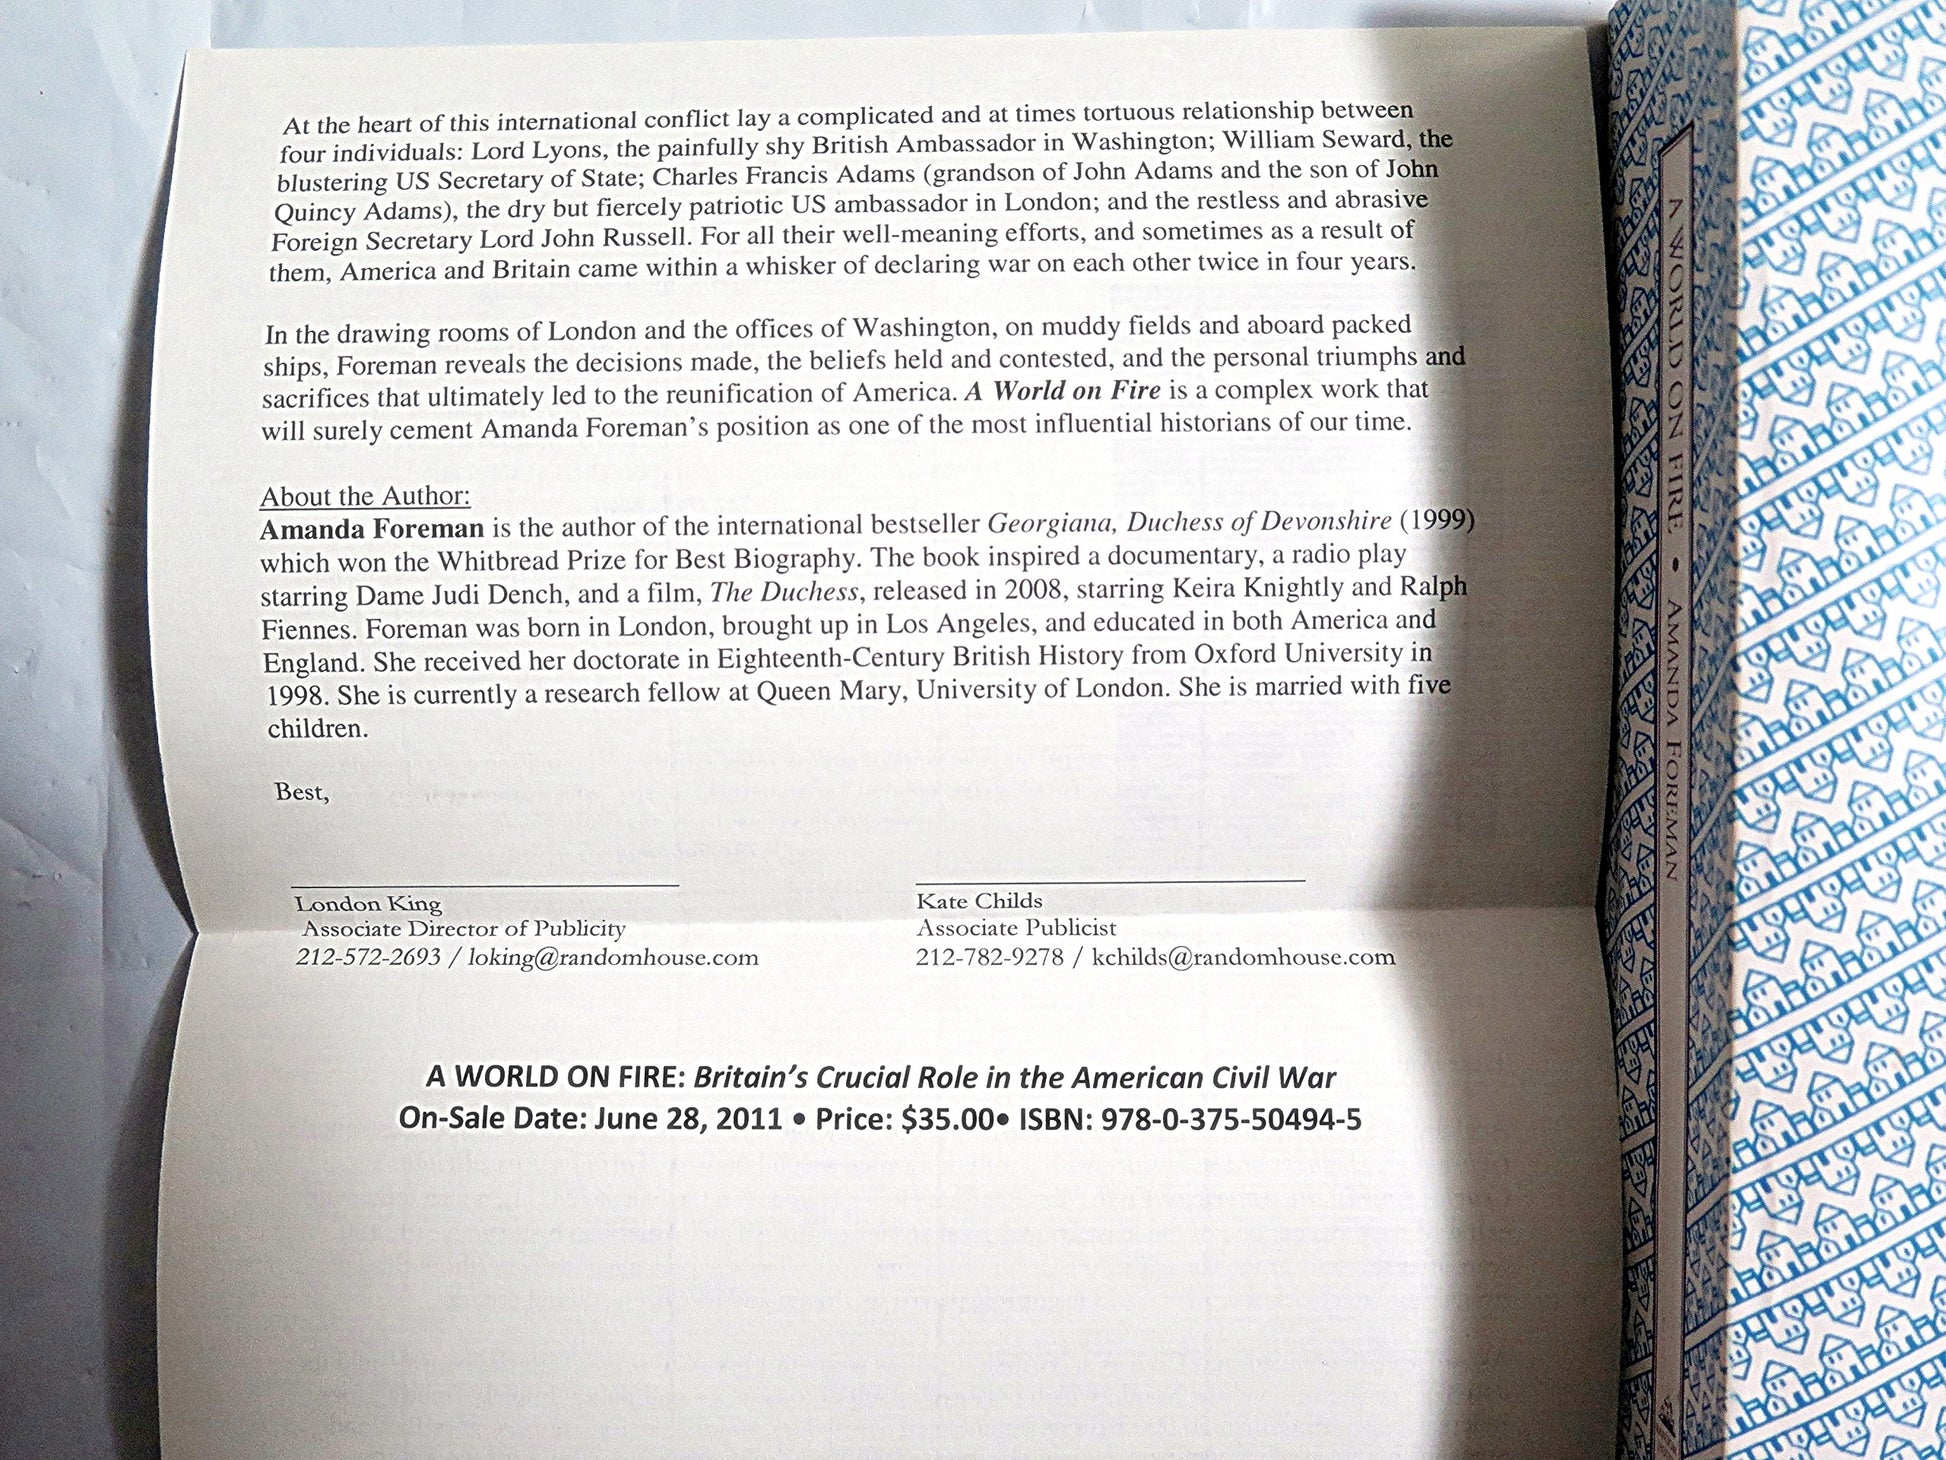 At the heart of this international conflict lay a complicated and at times tortuous relationship between
four individuals: Lord Lyons, the painfully shy British Ambassador in Washington; William Seward, the
blustering US Secretary of State; Charles Francis Adams (grandson of John Adams and the son of John
Quincy Adams), the dry but fiercely patriotic US ambassador in London; and the restless and abrasive
Foreign Secretary Lord John Russell. For all their well-meaning efforts, and sometimes as a result of
them, America and Britain came within a whisker of declaring war on each other twice in four years.
In the drawing rooms of London and the offices of Washington, on muddy fields and aboard packed
ships, Foreman reveals the decisions made, the beliefs held and contested, and the personal triumphs and
sacrifices that ultimately led to the reunification of America. A World on Fire is a complex work that
will surely cement Amanda Foreman's position as one of the most influential historians of our time.
About the Author:
Amanda Foreman is the author of the international bestseller Georgiana, Duchess of Devonshire (1999)
which won the Whitbread Prize for Best Biography. The book inspired a documentary, a radio play
starring Dame Judi Dench, and a film, The Duchess, released in 2008, starring Keira Knightly and Ralph
Fiennes. Foreman was born in London, brought up in Los Angeles, and educated in both America and
England. She received her doctorate in Eighteenth-Century British History from Oxford University in
1998. She is currently a research fellow at Queen Mary, University of London. She is married with five
children.
Best,
London King
Associate Director of Publicity
212-572-2693 / loking@randomhouse.com
Kate Childs
Associate Publicist
212-782-9278 / kchilds@randomhouse.com
A WORLD ON FIRE: Britain's Crucial Role in the American Civil War
On-Sale Date: June 28, 2011 • Price: $35.00• ISBN: 978-0-375-50494-5
A WORLD ON FIRE • AMANDA FOREMAN